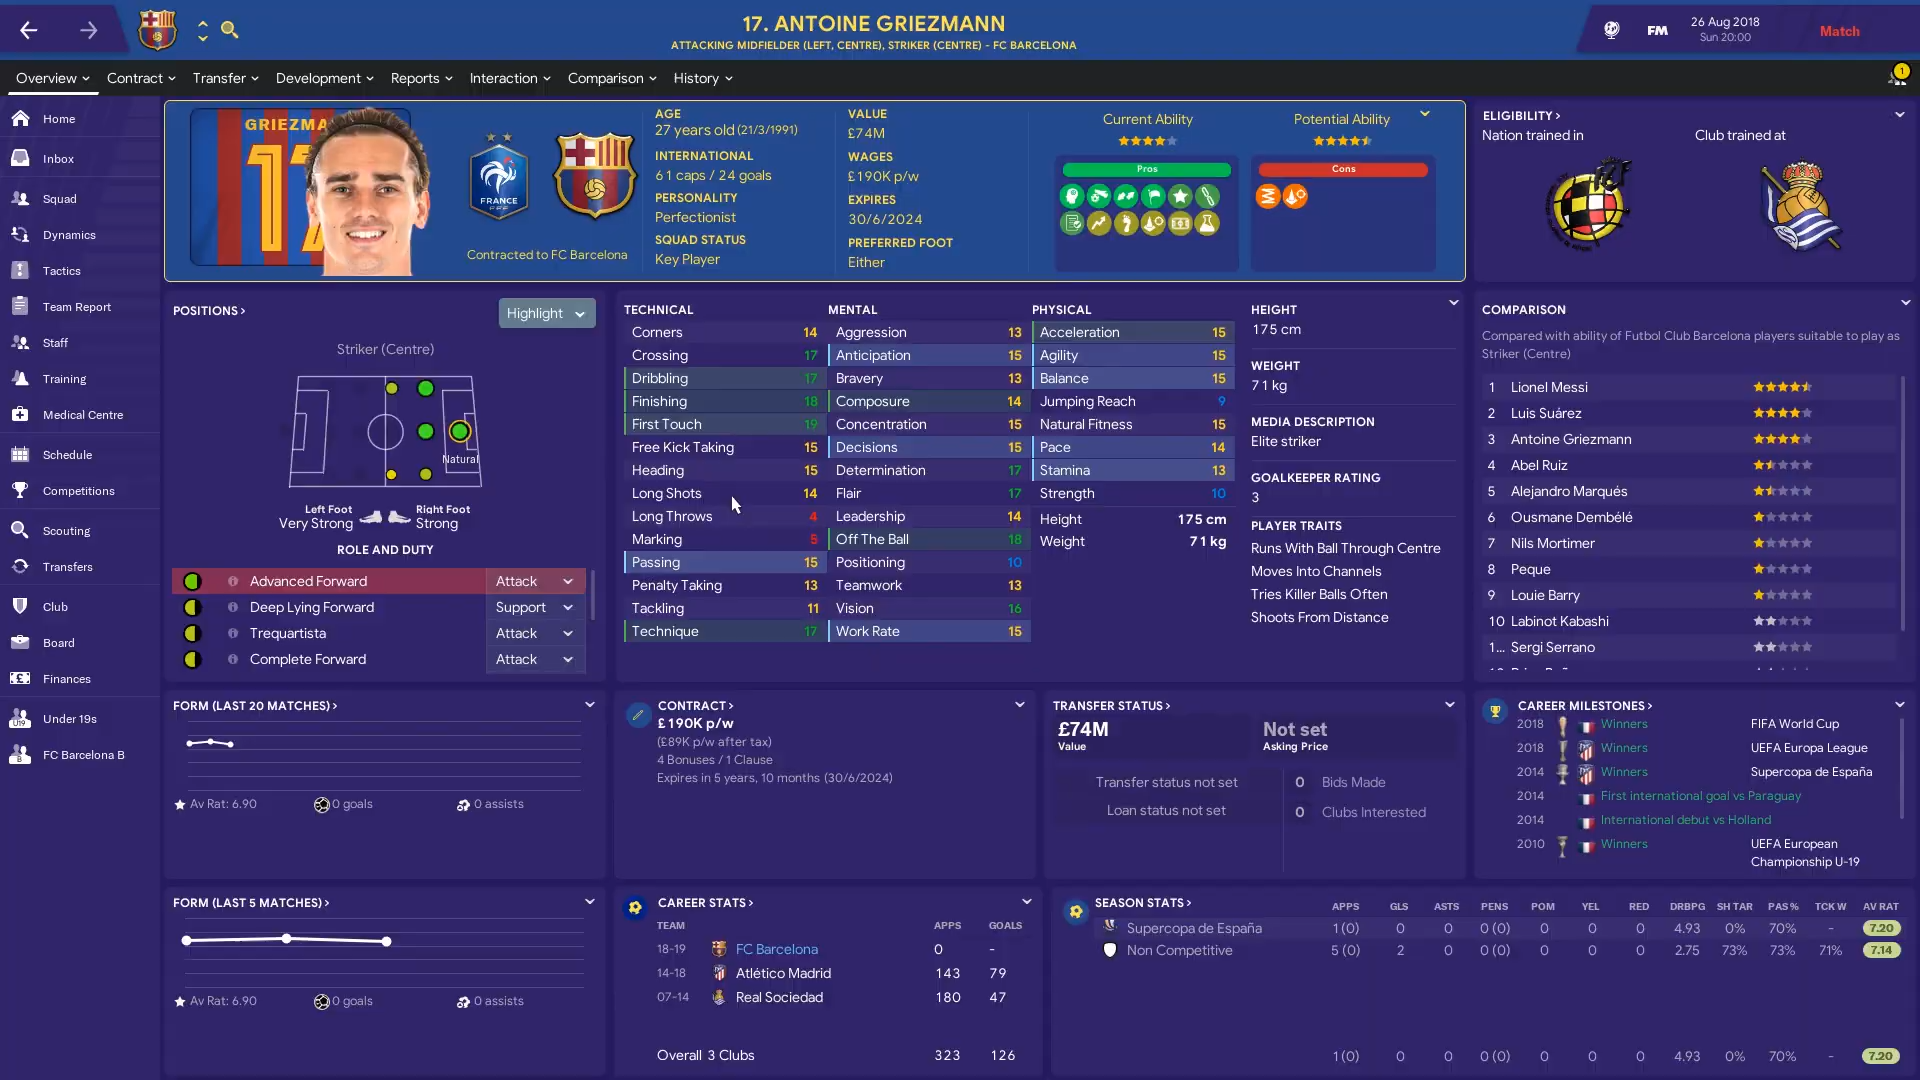 17. ANTOINE GRIEZMANN
ATTACKING MIDFIELDER (LEFT, CENTRE), STRIKER (CENTRE) - FC BARCELONA
FM
26 Aug 2018
Sun 20:00
Match
Overview
Contract
Transfer
Development
Reports
Interaction
Comparison
History
1
Home
Inbox
Squad
Dynamics
Tactics
Team Report
Staff
Training
Medical Centre
Schedule
Competitions
Scouting
Transfers
Club
Board
Finances
Under 19s
FC Barcelona B
GRIEZMA
17
FRANCE
FFF
Contracted to FC Barcelona
AGE
27 years old (21/3/1991)
INTERNATIONAL
61 caps / 24 goals
PERSONALITY
Perfectionist
SQUAD STATUS
Key Player
VALUE
£74M
WAGES
£190K p/w
EXPIRES
30/6/2024
PREFERRED FOOT
Either
Current Ability
Pros
Potential Ability
Cons
ELIGIBILITY >
Nation trained in
Club trained at
POSITIONS >
Highlight
Striker (Centre)
Natural
Left Foot
Very Strong
Right Foot
Strong
ROLE AND DUTY
Advanced Forward Attack
Deep Lying Forward Support
Trequartista Attack
Complete Forward Attack
TECHNICAL
Corners 14
Crossing 17
Dribbling 17
Finishing 18
First Touch 19
Free Kick Taking 15
Heading 15
Long Shots 14
Long Throws 4
Marking 5
Passing 15
Penalty Taking 13
Tackling 11
Technique 17
MENTAL
Aggression 13
Anticipation 15
Bravery 13
Composure 14
Concentration 15
Decisions 15
Determination 17
Flair 17
Leadership 14
Off The Ball 18
Positioning 10
Teamwork 13
Vision 16
Work Rate 15
PHYSICAL
Acceleration 15
Agility 15
Balance 15
Jumping Reach 9
Natural Fitness 15
Pace 14
Stamina 13
Strength 10
Height 175 cm
Weight 71 kg
HEIGHT
175 cm
WEIGHT
71 kg
MEDIA DESCRIPTION
Elite striker
GOALKEEPER RATING
3
PLAYER TRAITS
Runs With Ball Through Centre
Moves Into Channels
Tries Killer Balls Often
Shoots From Distance
COMPARISON
Compared with ability of Futbol Club Barcelona players suitable to play as
Striker (Centre)
1 Lionel Messi
2 Luis Suárez
3 Antoine Griezmann
4 Abel Ruiz
5 Alejandro Marqués
6 Ousmane Dembélé
7 Nils Mortimer
8 Peque
9 Louie Barry
10 Labinot Kabashi
1... Sergi Serrano
FORM (LAST 20 MATCHES) >
Av Rat: 6.90
0 goals
0 assists
CONTRACT >
£190K p/w
(£89K p/w after tax)
4 Bonuses / 1 Clause
Expires in 5 years, 10 months (30/6/2024)
TRANSFER STATUS >
£74M
Value
Not set
Asking Price
Transfer status not set
Loan status not set
0 Bids Made
0 Clubs Interested
CAREER MILESTONES >
2018 Winners FIFA World Cup
2018 Winners UEFA Europa League
2014 Winners Supercopa de España
2014 First international goal vs Paraguay
2014 International debut vs Holland
2010 Winners UEFA European
Championship U-19
FORM (LAST 5 MATCHES) >
Av Rat: 6.90
0 goals
0 assists
CAREER STATS >
TEAM APPS GOALS
18-19 FC Barcelona 0 -
14-18 Atlético Madrid 143 79
07-14 Real Sociedad 180 47
Overall 3 Clubs 323 126
SEASON STATS > APPS GLS ASTS PENS POM YEL RED DRBPG SH TAR PAS % TCK W AV RAT
Supercopa de España 1 (0) 0 0 0 (0) 0 0 0 4.93 0% 70% - 7.20
Non Competitive 5 (0) 2 0 0 (0) 0 0 0 2.75 73% 73% 71% 7.14
1 (0) 0 0 0 (0) 0 0 0 4.93 0% 70% - 7.20